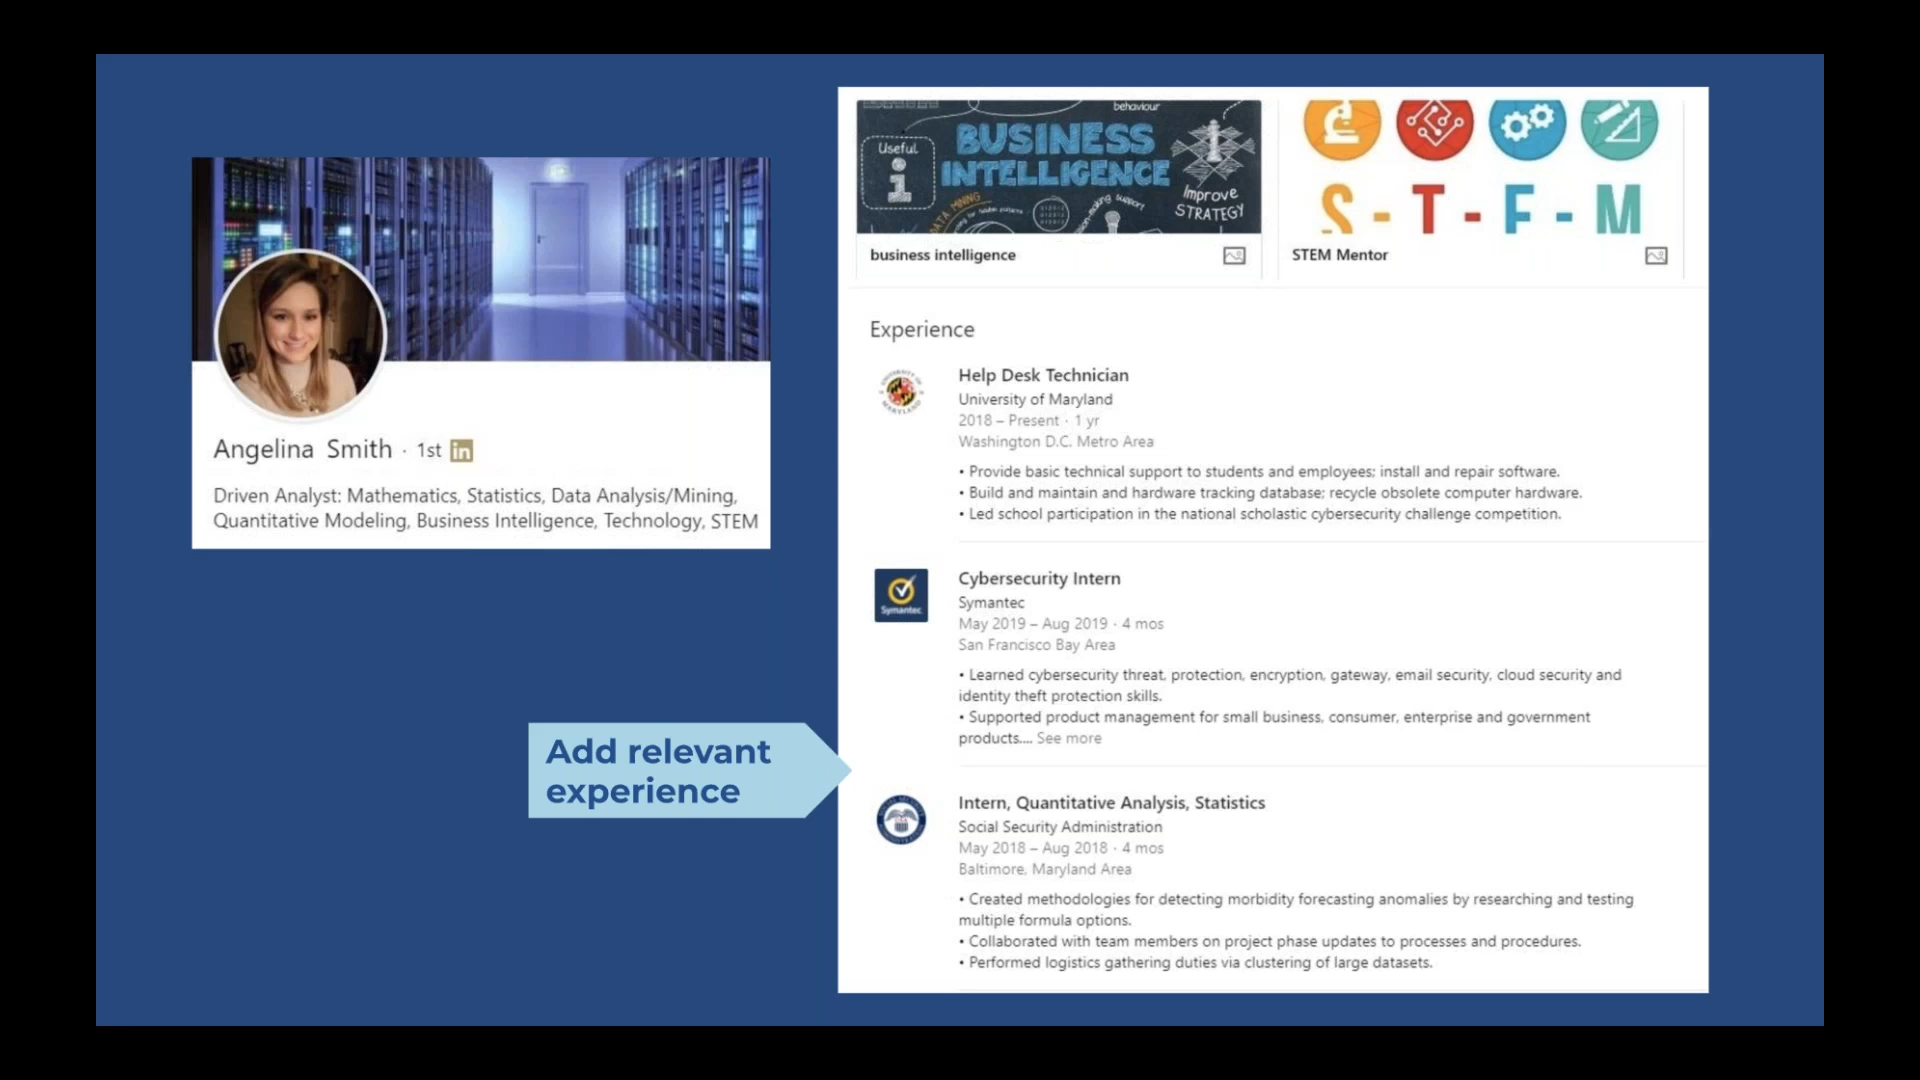 Angelina Smith · 1st in
Driven Analyst: Mathematics, Statistics, Data Analysis/Mining,
Quantitative Modeling, Business Intelligence, Technology, STEM
Add relevant
experience
behaviour
Useful
i
BUSINESS
INTELLIGENCE
DATA MINING
support
Improve
STRATEGY
business intelligence
S - T - E - M
STEM Mentor
Experience
UNIVERSITY OF
MARYLAND
Help Desk Technician
University of Maryland
2018 – Present · 1 yr
Washington D.C. Metro Area
• Provide basic technical support to students and employees; install and repair software.
• Build and maintain and hardware tracking database; recycle obsolete computer hardware.
• Led school participation in the national scholastic cybersecurity challenge competition.
Symantec
Cybersecurity Intern
Symantec
May 2019 – Aug 2019 · 4 mos
San Francisco Bay Area
• Learned cybersecurity threat, protection, encryption, gateway, email security, cloud security and
identity theft protection skills.
• Supported product management for small business, consumer, enterprise and government
products.... See more
Intern, Quantitative Analysis, Statistics
Social Security Administration
May 2018 – Aug 2018 · 4 mos
Baltimore, Maryland Area
• Created methodologies for detecting morbidity forecasting anomalies by researching and testing
multiple formula options.
• Collaborated with team members on project phase updates to processes and procedures.
• Performed logistics gathering duties via clustering of large datasets.